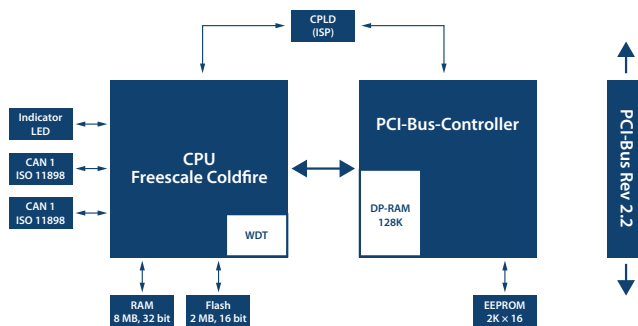 CPLD
(ISP)
Indicator
LED
CAN 1
ISO 11898
CAN 1
ISO 11898
CPU
Freescale Coldfire
WDT
PCI-Bus-Controller
DP-RAM
128K
PCI-Bus Rev 2.2
RAM
8 MB, 32 bit
Flash
2 MB, 16 bit
EEPROM
2K × 16